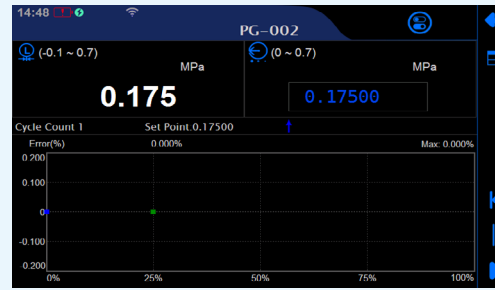 14:48
PG-002
(-0.1 ~ 0.7)
MPa
0.175
(0 ~ 0.7)
MPa
0.17500
Cycle Count 1 Set Point:0.17500
Error(%) 0.000% Max: 0.000%
0.200
0.100
0
-0.100
0.200
0% 25% 50% 75% 100%